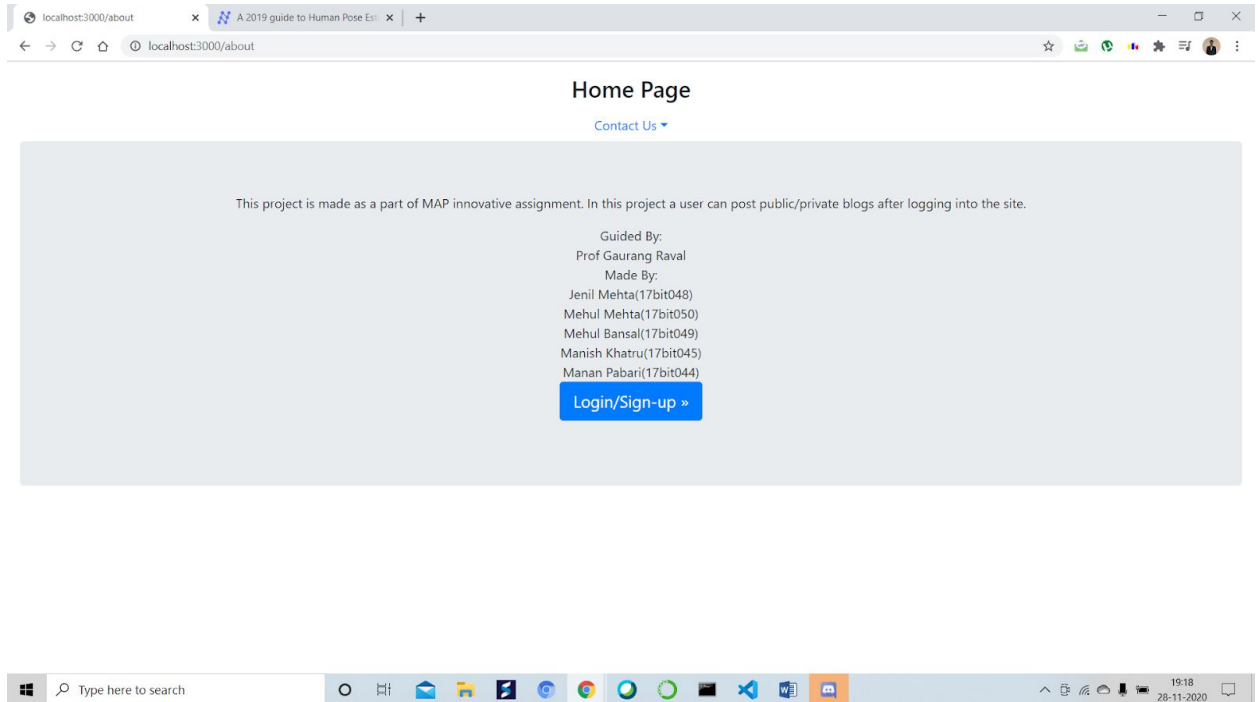 localhost:3000/about
A 2019 guide to Human Pose Est
localhost:3000/about
Home Page
Contact Us
This project is made as a part of MAP innovative assignment. In this project a user can post public/private blogs after logging into the site.
Guided By:
Prof Gaurang Raval
Made By:
Jenil Mehta(17bit048)
Mehul Mehta(17bit050)
Mehul Bansal(17bit049)
Manish Khatru(17bit045)
Manan Pabari(17bit044)
Login/Sign-up »
Type here to search
19:18
28-11-2020